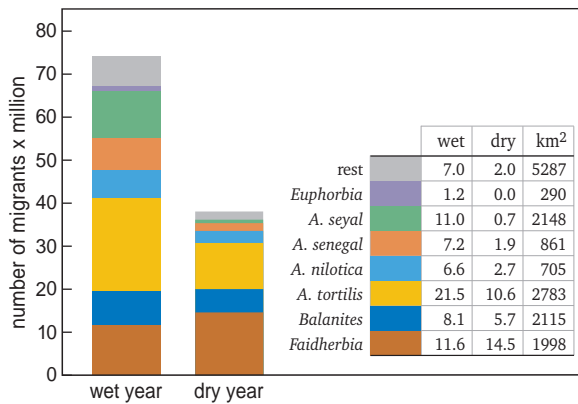 number of migrants x million
80
70
60
50
40
30
20
10
0
wet year dry year
wet dry km²
rest 7.0 2.0 5287
Euphorbia 1.2 0.0 290
A. seyal 11.0 0.7 2148
A. senegal 7.2 1.9 861
A. nilotica 6.6 2.7 705
A. tortilis 21.5 10.6 2783
Balanites 8.1 5.7 2115
Faidherbia 11.6 14.5 1998